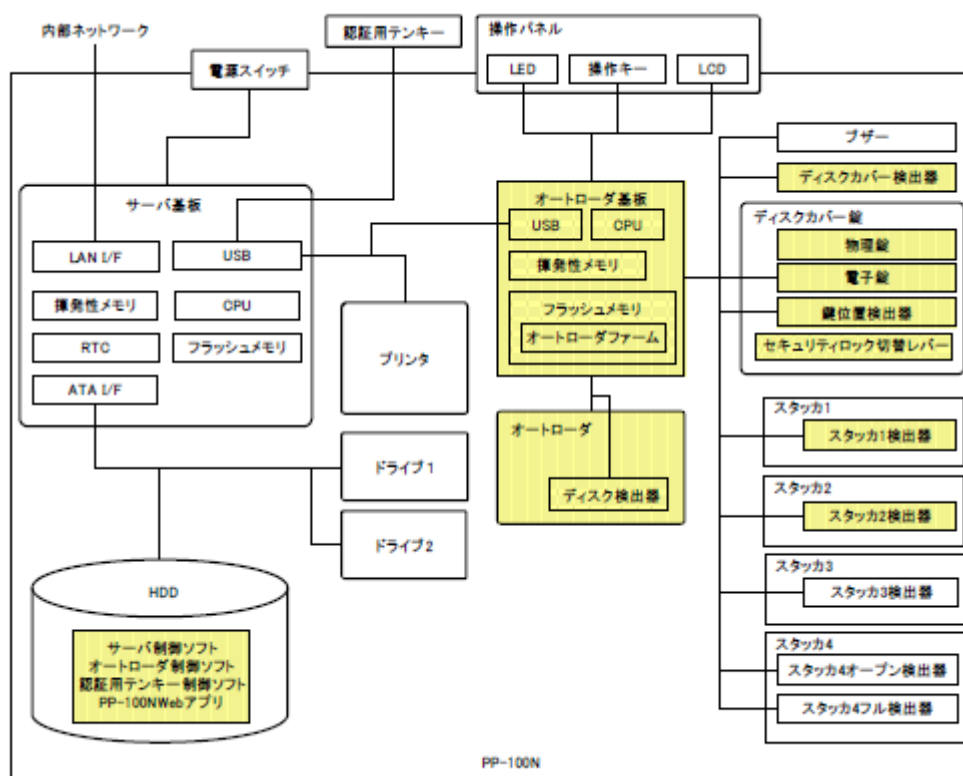 内部ネットワーク
電源スイッチ
認証用テンキー
操作パネル
LED
操作キー
LCD
サーバ基板
LAN I/F
USB
揮発性メモリ
CPU
RTC
フラッシュメモリ
ATA I/F
プリンタ
ドライブ1
ドライブ2
HDD
サーバ制御ソフト
オートローダ制御ソフト
認証用テンキー制御ソフト
PP-100NWebアプリ
オートローダ基板
USB
CPU
揮発性メモリ
フラッシュメモリ
オートローダファーム
オートローダ
ディスク検出器
ブザー
ディスクカバー検出器
ディスクカバー錠
物理錠
電子錠
鍵位置検出器
セキュリティロック切替レバー
スタッカ1
スタッカ1検出器
スタッカ2
スタッカ2検出器
スタッカ3
スタッカ3検出器
スタッカ4
スタッカ4オープン検出器
スタッカ4フル検出器
PP-100N